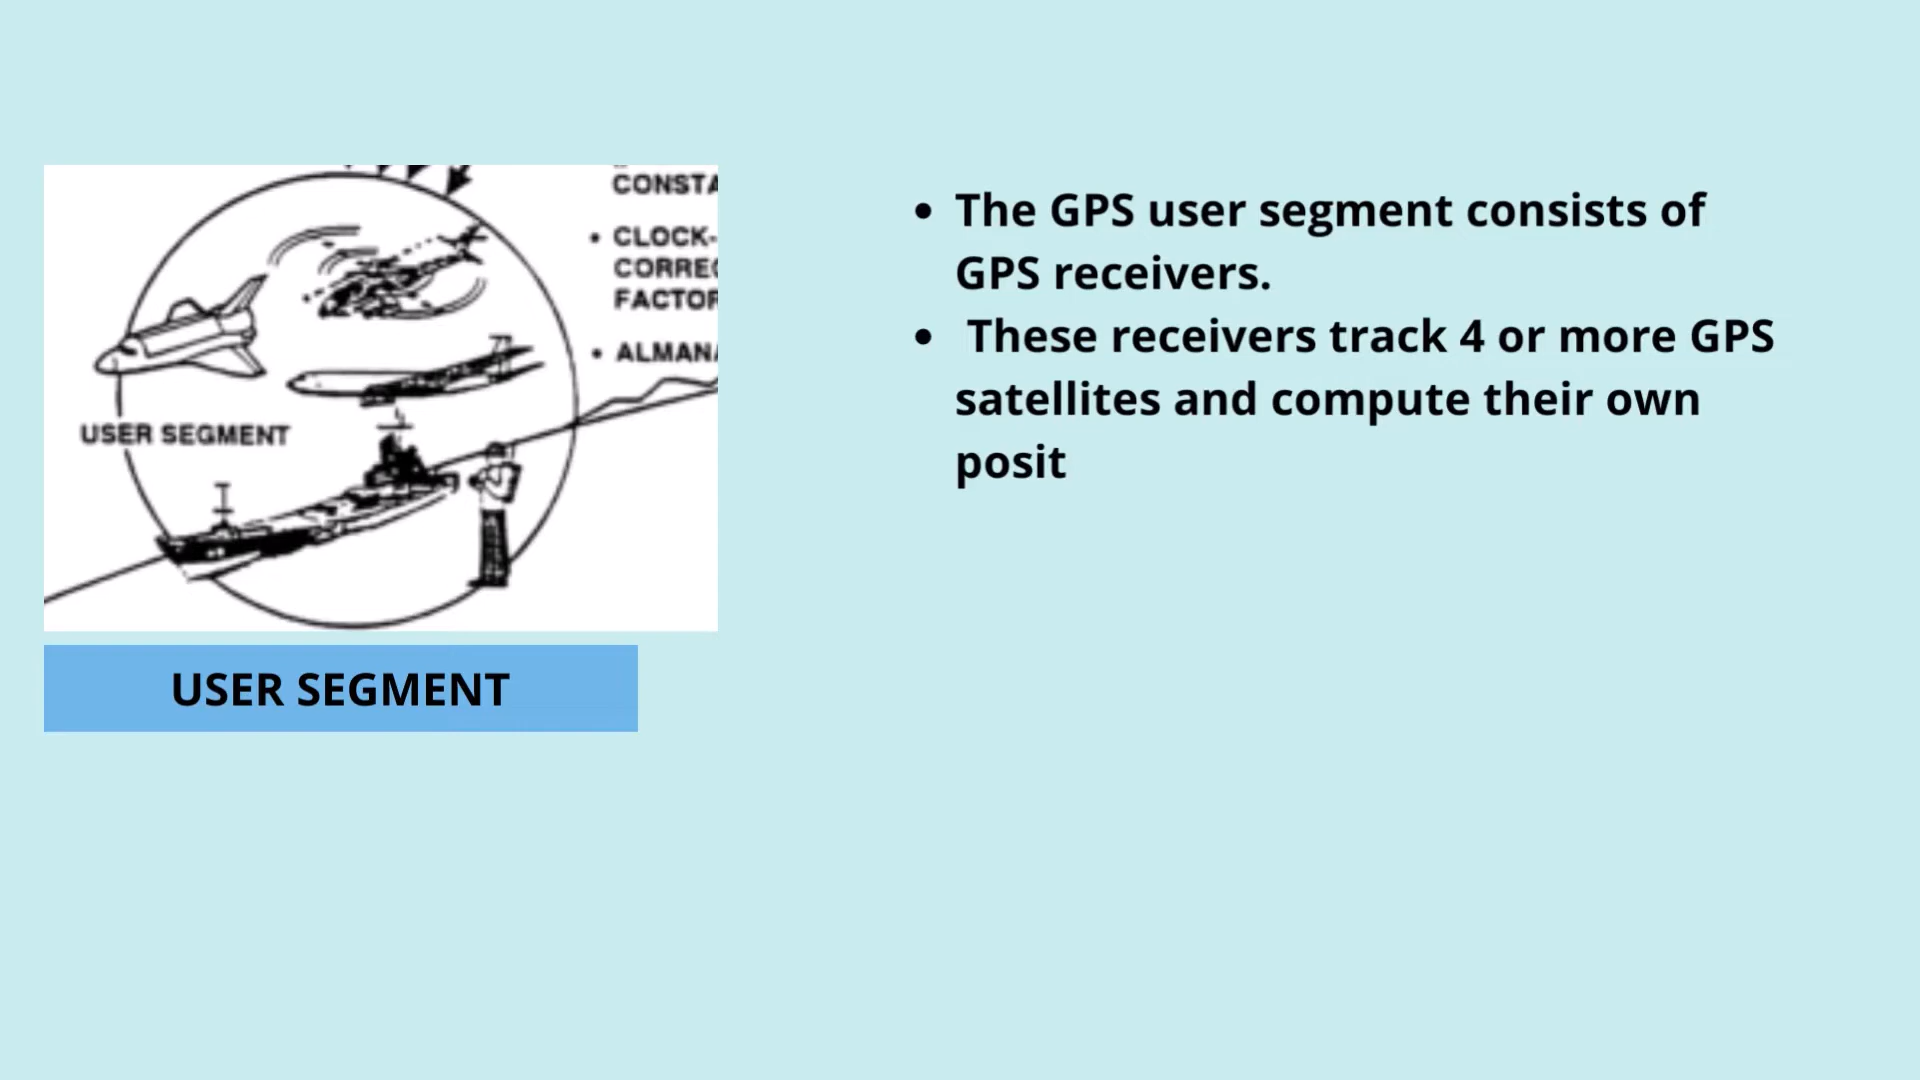 CONSTA
• CLOCK-
CORREC
FACTOR
• ALMANA
USER SEGMENT
USER SEGMENT
• The GPS user segment consists of
GPS receivers.
• These receivers track 4 or more GPS
satellites and compute their own
posit